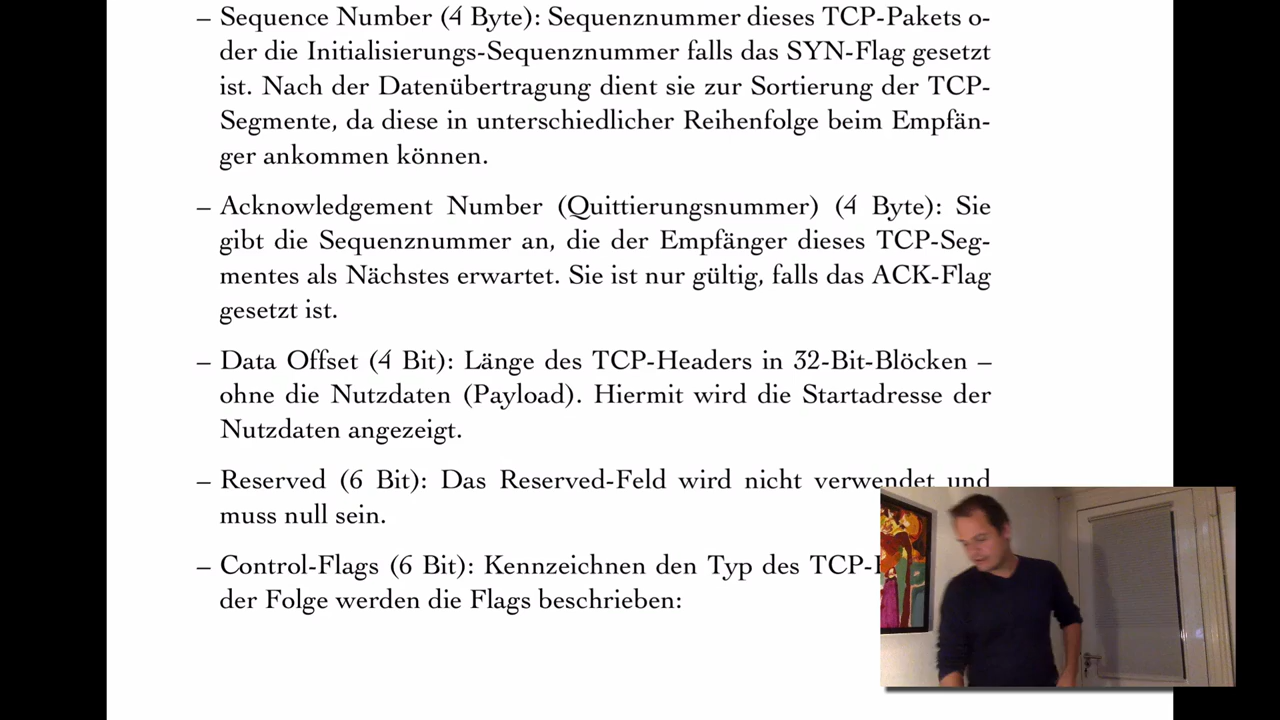 – Sequence Number (4 Byte): Sequenznummer dieses TCP-Pakets o-
der die Initialisierungs-Sequenznummer falls das SYN-Flag gesetzt
ist. Nach der Datenübertragung dient sie zur Sortierung der TCP-
Segmente, da diese in unterschiedlicher Reihenfolge beim Empfän-
ger ankommen können.
– Acknowledgement Number (Quittierungsnummer) (4 Byte): Sie
gibt die Sequenznummer an, die der Empfänger dieses TCP-Seg-
mentes als Nächstes erwartet. Sie ist nur gültig, falls das ACK-Flag
gesetzt ist.
– Data Offset (4 Bit): Länge des TCP-Headers in 32-Bit-Blöcken –
ohne die Nutzdaten (Payload). Hiermit wird die Startadresse der
Nutzdaten angezeigt.
– Reserved (6 Bit): Das Reserved-Feld wird nicht verwendet und
muss null sein.
– Control-Flags (6 Bit): Kennzeichnen den Typ des
der Folge werden die Flags beschrieben: